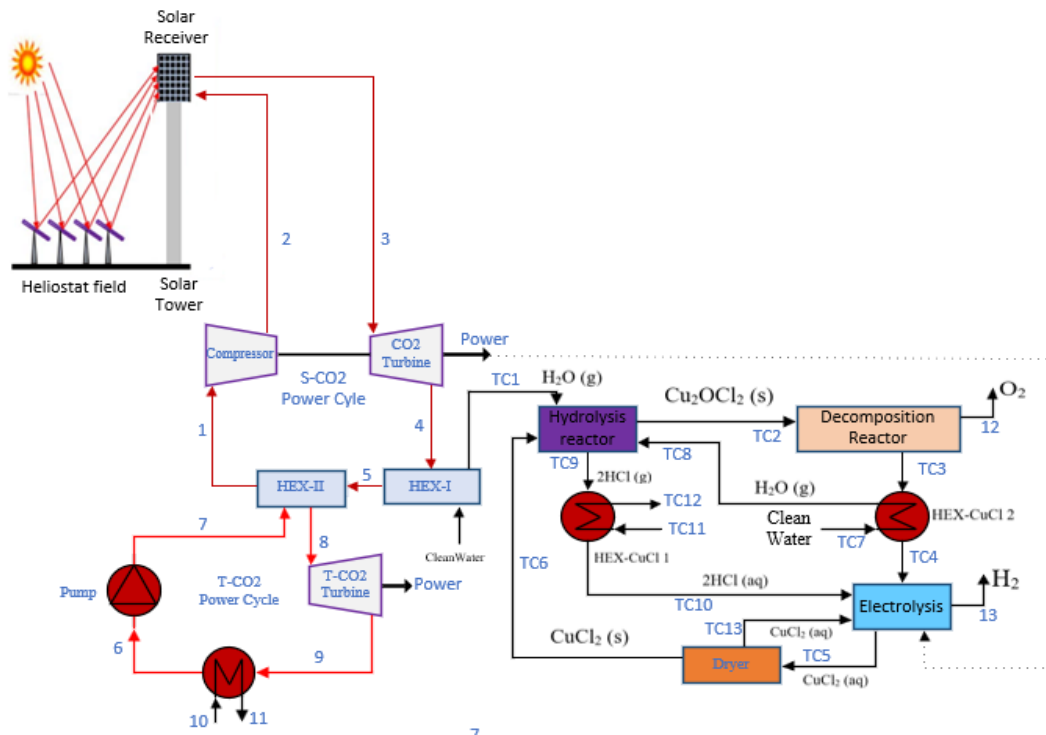 Solar
Receiver
Heliostat field
Solar
Tower
2
3
Compressor
CO2
Turbine
Power
S-CO2
Power Cyle
1
4
5
HEX-II
HEX-I
CleanWater
7
8
Pump
T-CO2
Power Cycle
T-CO2
Turbine
Power
6
9
10
11
7
TC1
H₂O (g)
Hydrolysis
reactor
Cu₂OCl₂ (s)
TC2
Decomposition
Reactor
O₂
12
TC9
TC8
TC3
2HCl (g)
H₂O (g)
TC12
TC11
HEX-CuCl 1
Clean
Water
TC7
HEX-CuCl 2
TC4
TC6
2HCl (aq)
TC10
Electrolysis
H₂
13
TC13
CuCl₂ (aq)
CuCl₂ (s)
Dryer
TC5
CuCl₂ (aq)